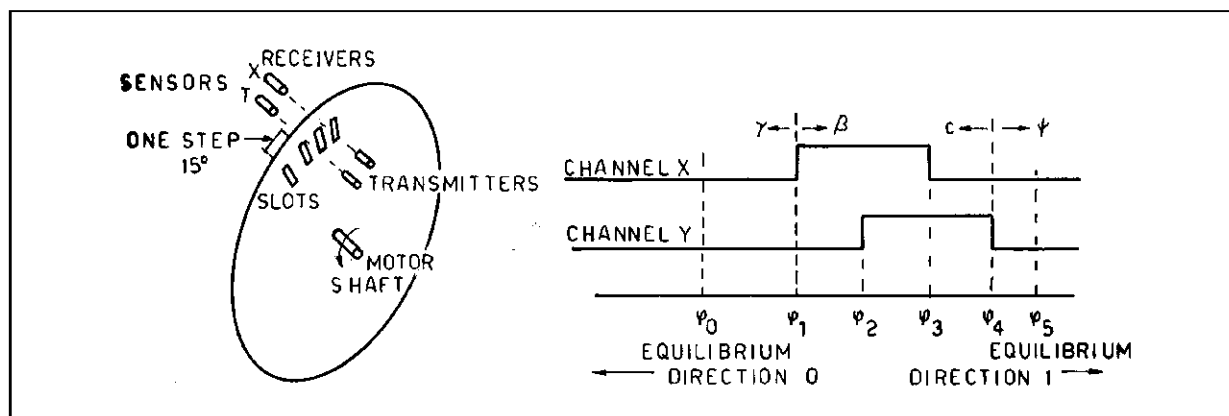 X RECEIVERS
SENSORS
T
ONE STEP
15°
SLOTS
TRANSMITTERS
MOTOR
SHAFT
γ β c ψ
CHANNEL X
CHANNEL Y
φ0 φ1 φ2 φ3 φ4 φ5
EQUILIBRIUM EQUILIBRIUM
DIRECTION 0 DIRECTION 1